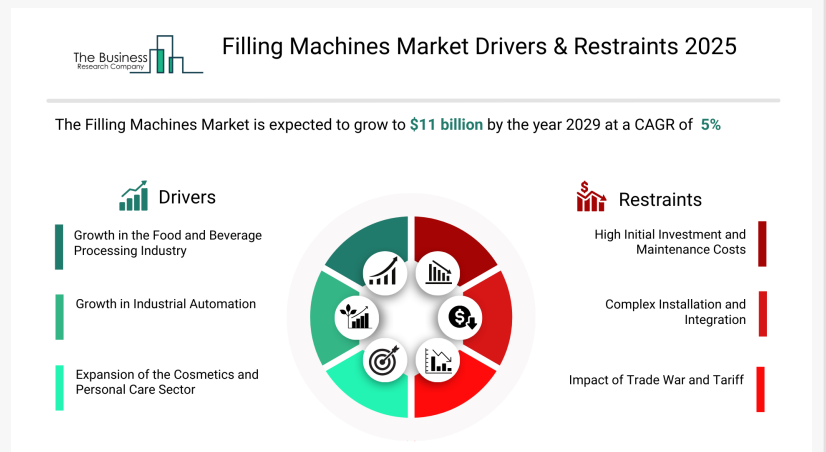 The Business
Research Company
Filling Machines Market Drivers & Restraints 2025
The Filling Machines Market is expected to grow to $11 billion by the year 2029 at a CAGR of 5%
Drivers
Growth in the Food and Beverage
Processing Industry
Growth in Industrial Automation
Expansion of the Cosmetics and
Personal Care Sector
$
$
Restraints
High Initial Investment and
Maintenance Costs
Complex Installation and
Integration
Impact of Trade War and Tariff